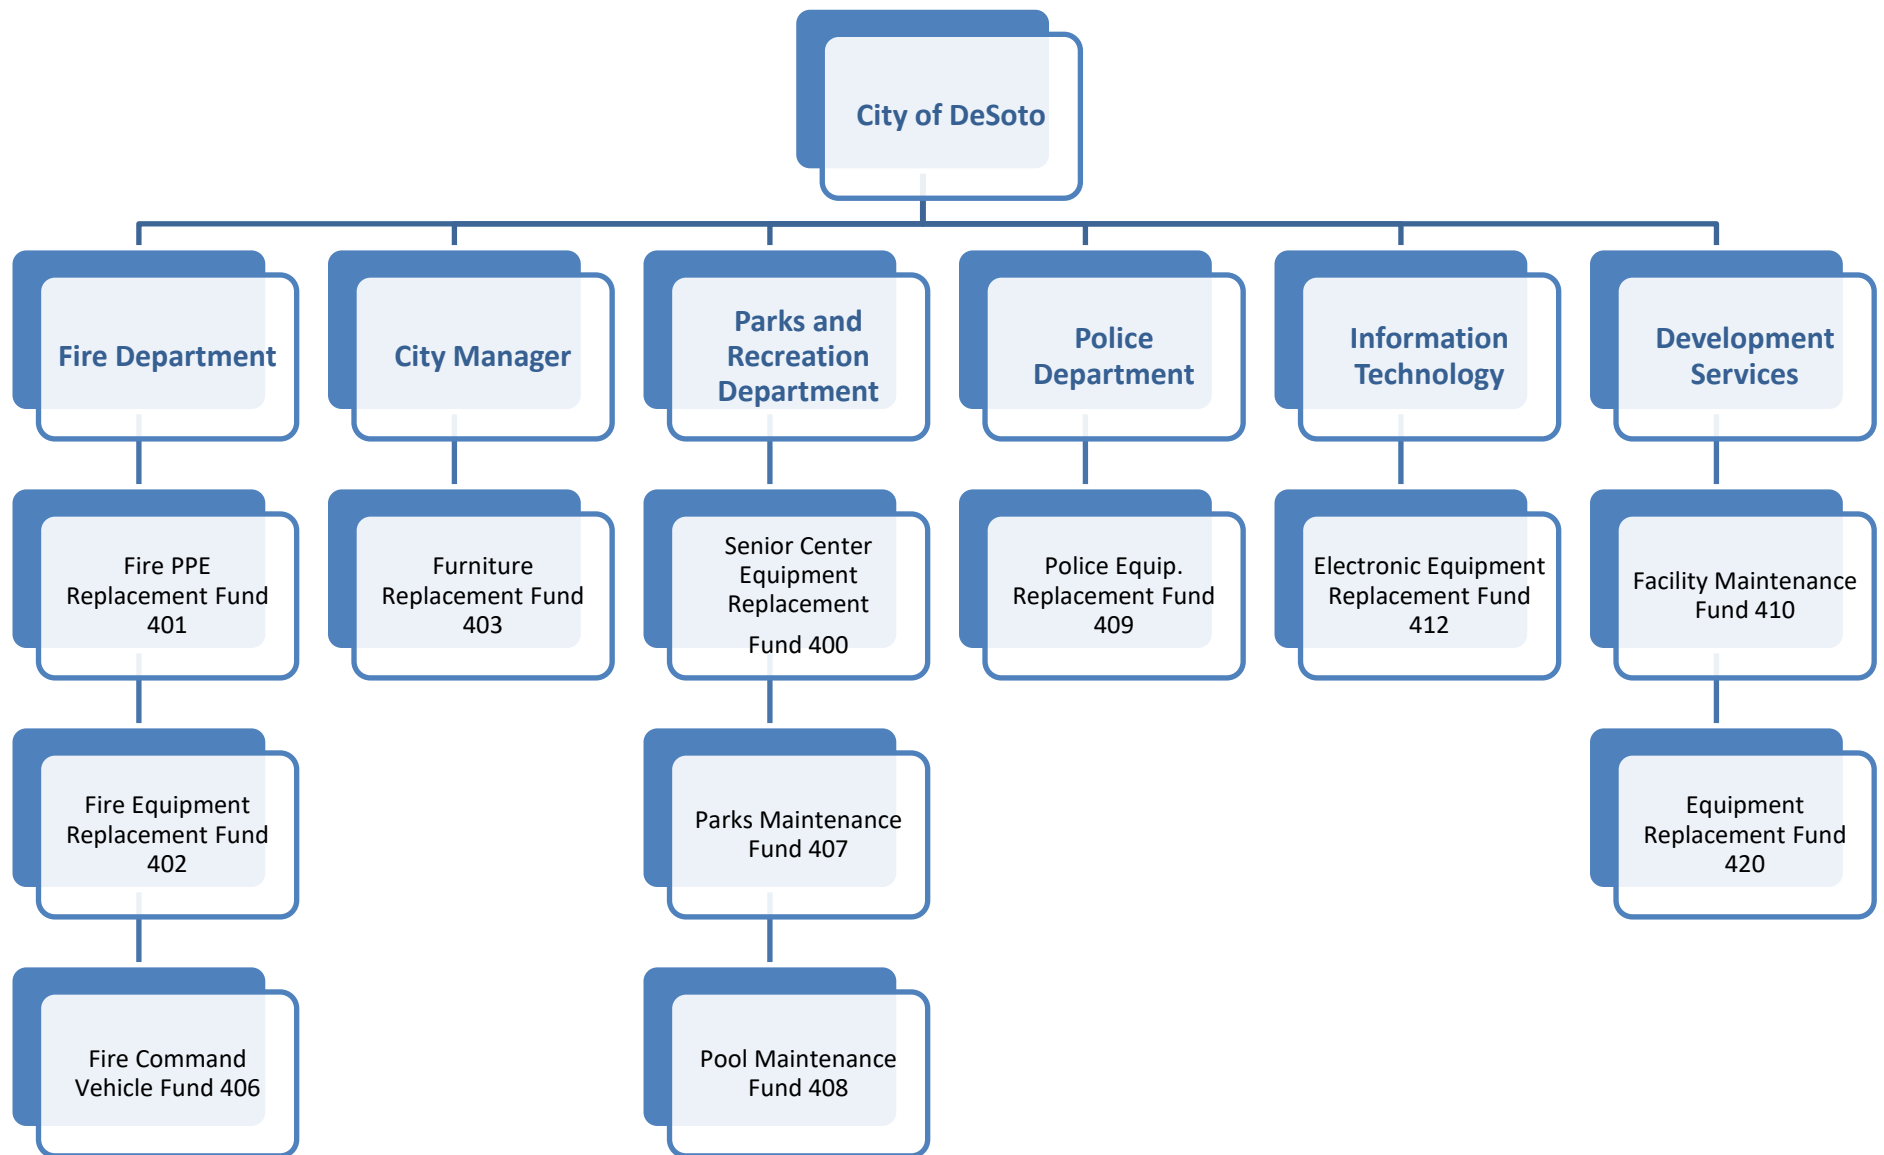 City of DeSoto
Fire Department
City Manager
Parks and
Recreation
Department
Police
Department
Information
Technology
Development
Services
Fire PPE
Replacement Fund
401
Furniture
Replacement Fund
403
Senior Center
Equipment
Replacement
Fund 400
Police Equip.
Replacement Fund
409
Electronic Equipment
Replacement Fund
412
Facility Maintenance
Fund 410
Fire Equipment
Replacement Fund
402
Parks Maintenance
Fund 407
Equipment
Replacement Fund
420
Fire Command
Vehicle Fund 406
Pool Maintenance
Fund 408